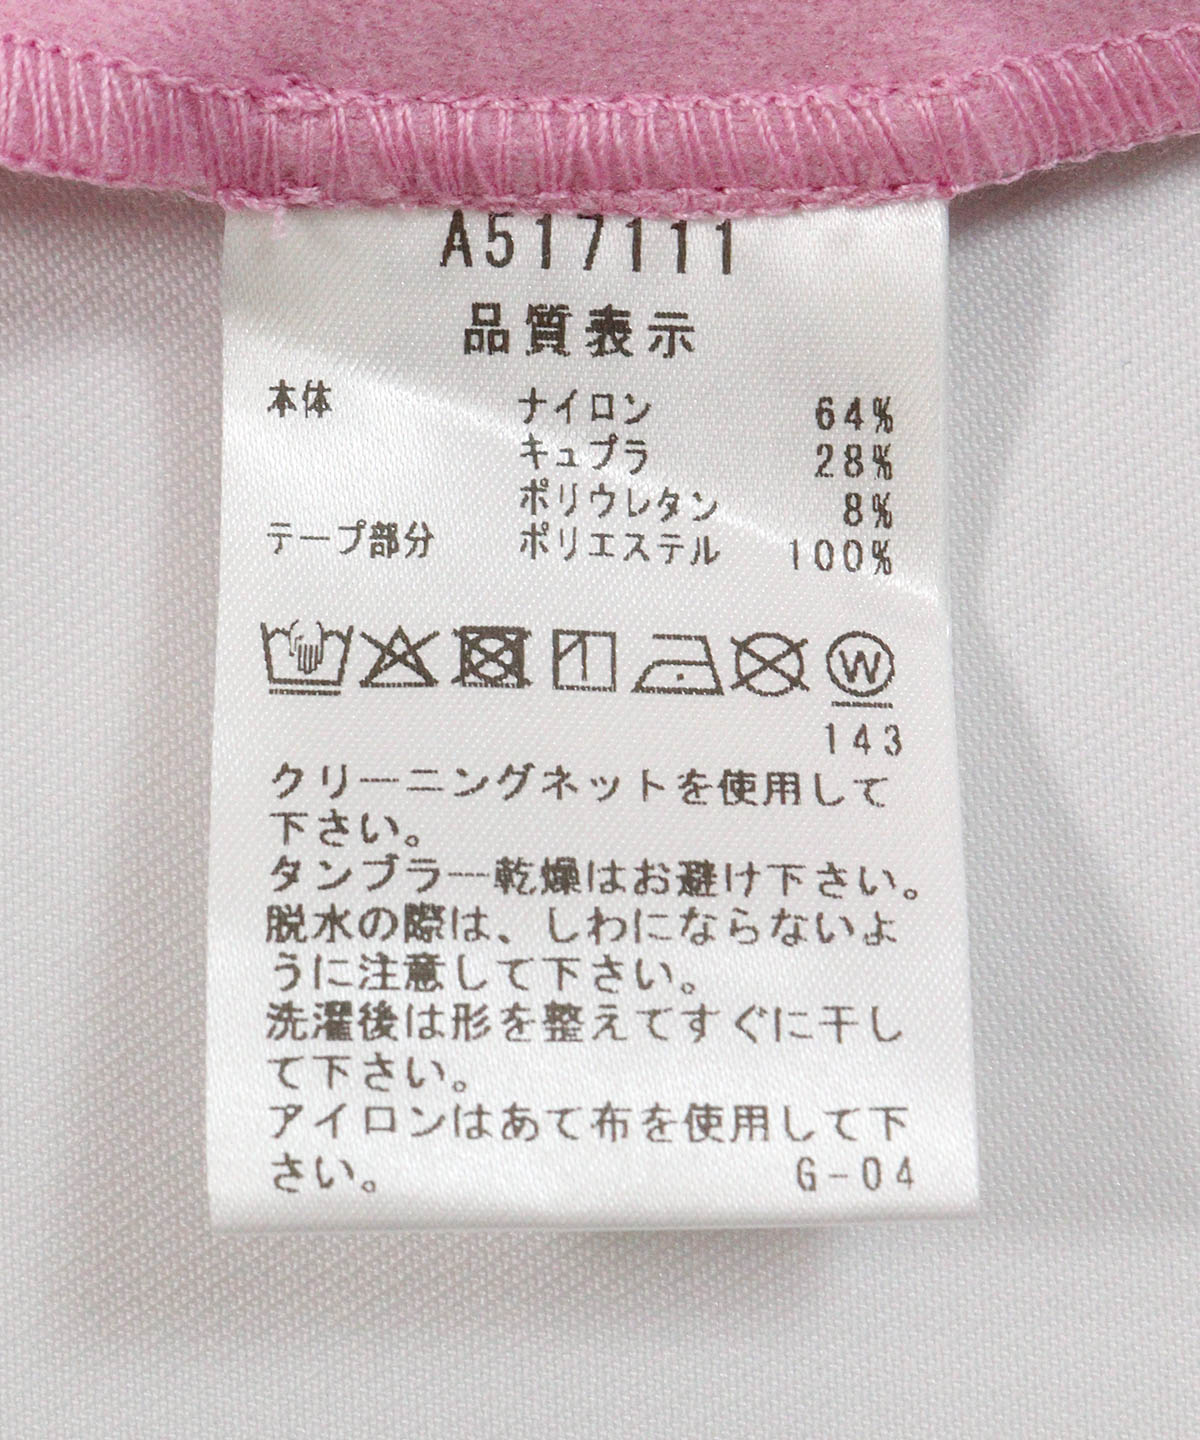 A517111
品質表示
本体 ナイロン 64%
キュプラ 28%
ポリウレタン 8%
テープ部分 ポリエステル 100%
W
143
クリーニングネットを使用して
下さい。
タンブラー乾燥はお避け下さい。
脱水の際は、しわにならないよ
うに注意して下さい。
洗濯後は形を整えてすぐに干し
て下さい。
アイロンはあて布を使用して下
さい。 G-04